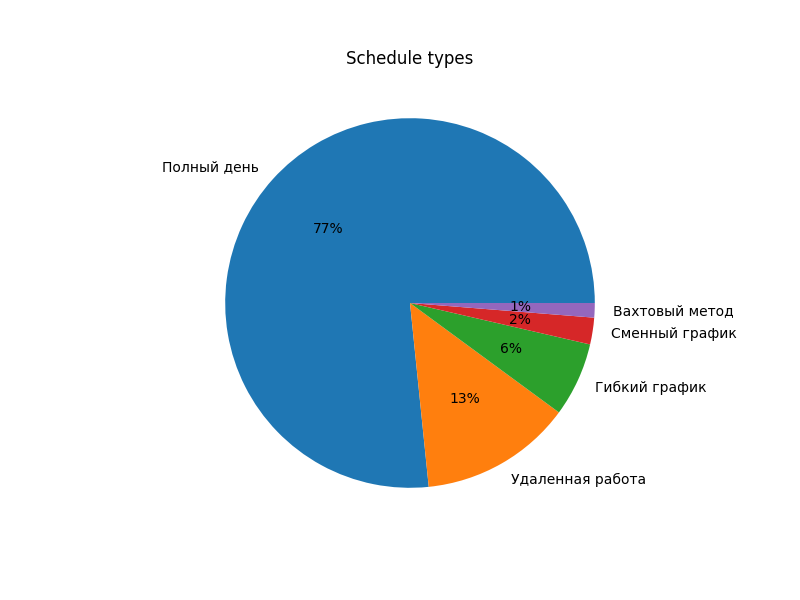 Schedule types
Полный день
77%
1%
Вахтовый метод
2%
Сменный график
6%
Гибкий график
13%
Удаленная работа